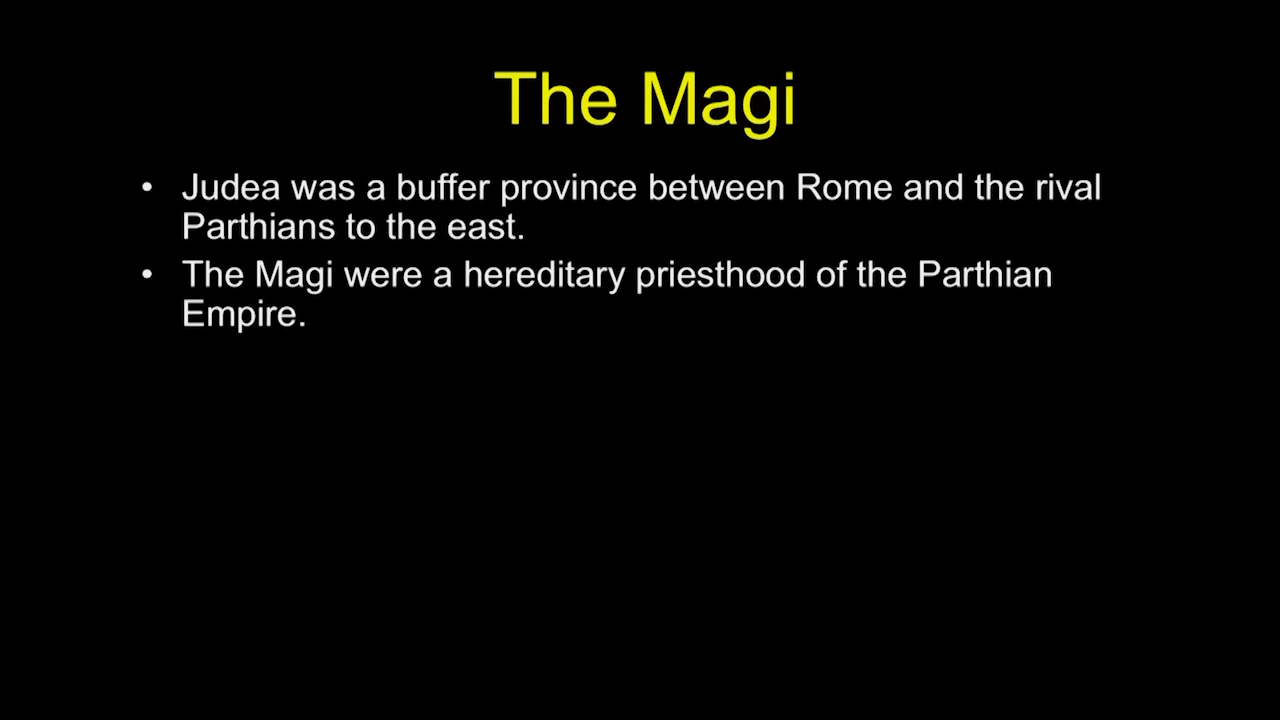 The Magi
• Judea was a buffer province between Rome and the rival
Parthians to the east.
• The Magi were a hereditary priesthood of the Parthian
Empire.